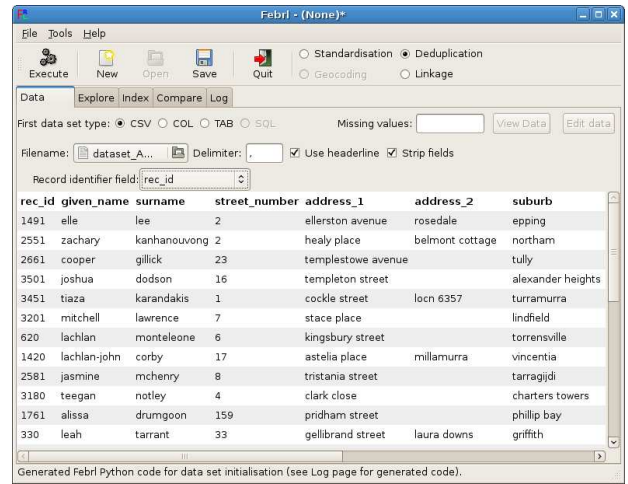 Febrl - (None)*
File Tools Help
Execute New Open Save Quit Standardisation Deduplication
Geocoding Linkage
Data Explore Index Compare Log
First data set type: CSV COL TAB SQL Missing values: View Data Edit data
Filename: dataset_A... Delimiter: , Use headerline Strip fields
Record identifier field: rec_id
rec_id given_name surname street_number address_1 address_2 suburb
1491 elle lee 2 ellerston avenue rosedale epping
2551 zachary kanhanouvong 2 healy place belmont cottage northam
2661 cooper gillick 23 templestowe avenue tully
3501 joshua dodson 16 templeton street alexander heights
3451 tiaza karandakis 1 cockle street locn 6357 turramurra
3201 mitchell lawrence 7 stace place lindfield
620 lachlan monteleone 6 kingsbury street torrensville
1420 lachlan-john corby 17 astelia place millamurra vincentia
2581 jasmine mchenry 8 tristania street tarragijdi
3180 teegan notley 4 clark close charters towers
1761 alissa drumgoon 159 pridham street phillip bay
330 leah tarrant 33 gellibrand street laura downs griffith
Generated Febrl Python code for data set initialisation (see Log page for generated code).